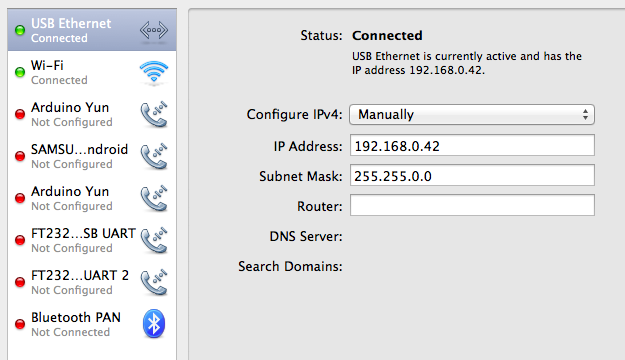 USB Ethernet
Connected
Wi-Fi
Connected
Arduino Yun
Not Configured
SAMSU...ndroid
Not Configured
Arduino Yun
Not Configured
FT232...SB UART
Not Configured
FT232...UART 2
Not Configured
Bluetooth PAN
Not Connected
Status: Connected
USB Ethernet is currently active and has the
IP address 192.168.0.42.
Configure IPv4: Manually
IP Address: 192.168.0.42
Subnet Mask: 255.255.0.0
Router:
DNS Server:
Search Domains: